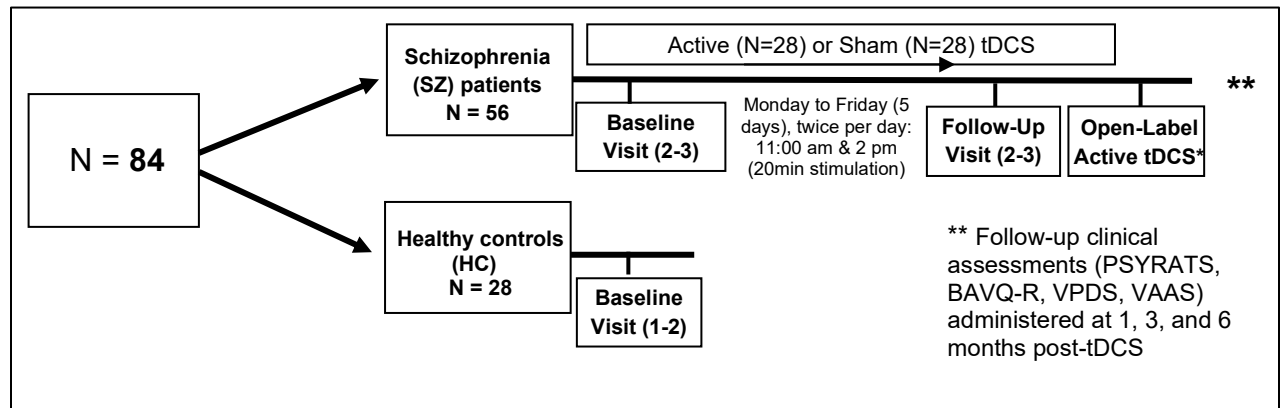 N = 84
Schizophrenia
(SZ) patients
N = 56
Active (N=28) or Sham (N=28) tDCS
Baseline
Visit (2-3)
Monday to Friday (5
days), twice per day:
11:00 am & 2 pm
(20min stimulation)
Follow-Up
Visit (2-3)
Open-Label
Active tDCS*
**
Healthy controls
(HC)
N = 28
Baseline
Visit (1-2)
** Follow-up clinical
assessments (PSYRATS,
BAVQ-R, VPDS, VAAS)
administered at 1, 3, and 6
months post-tDCS